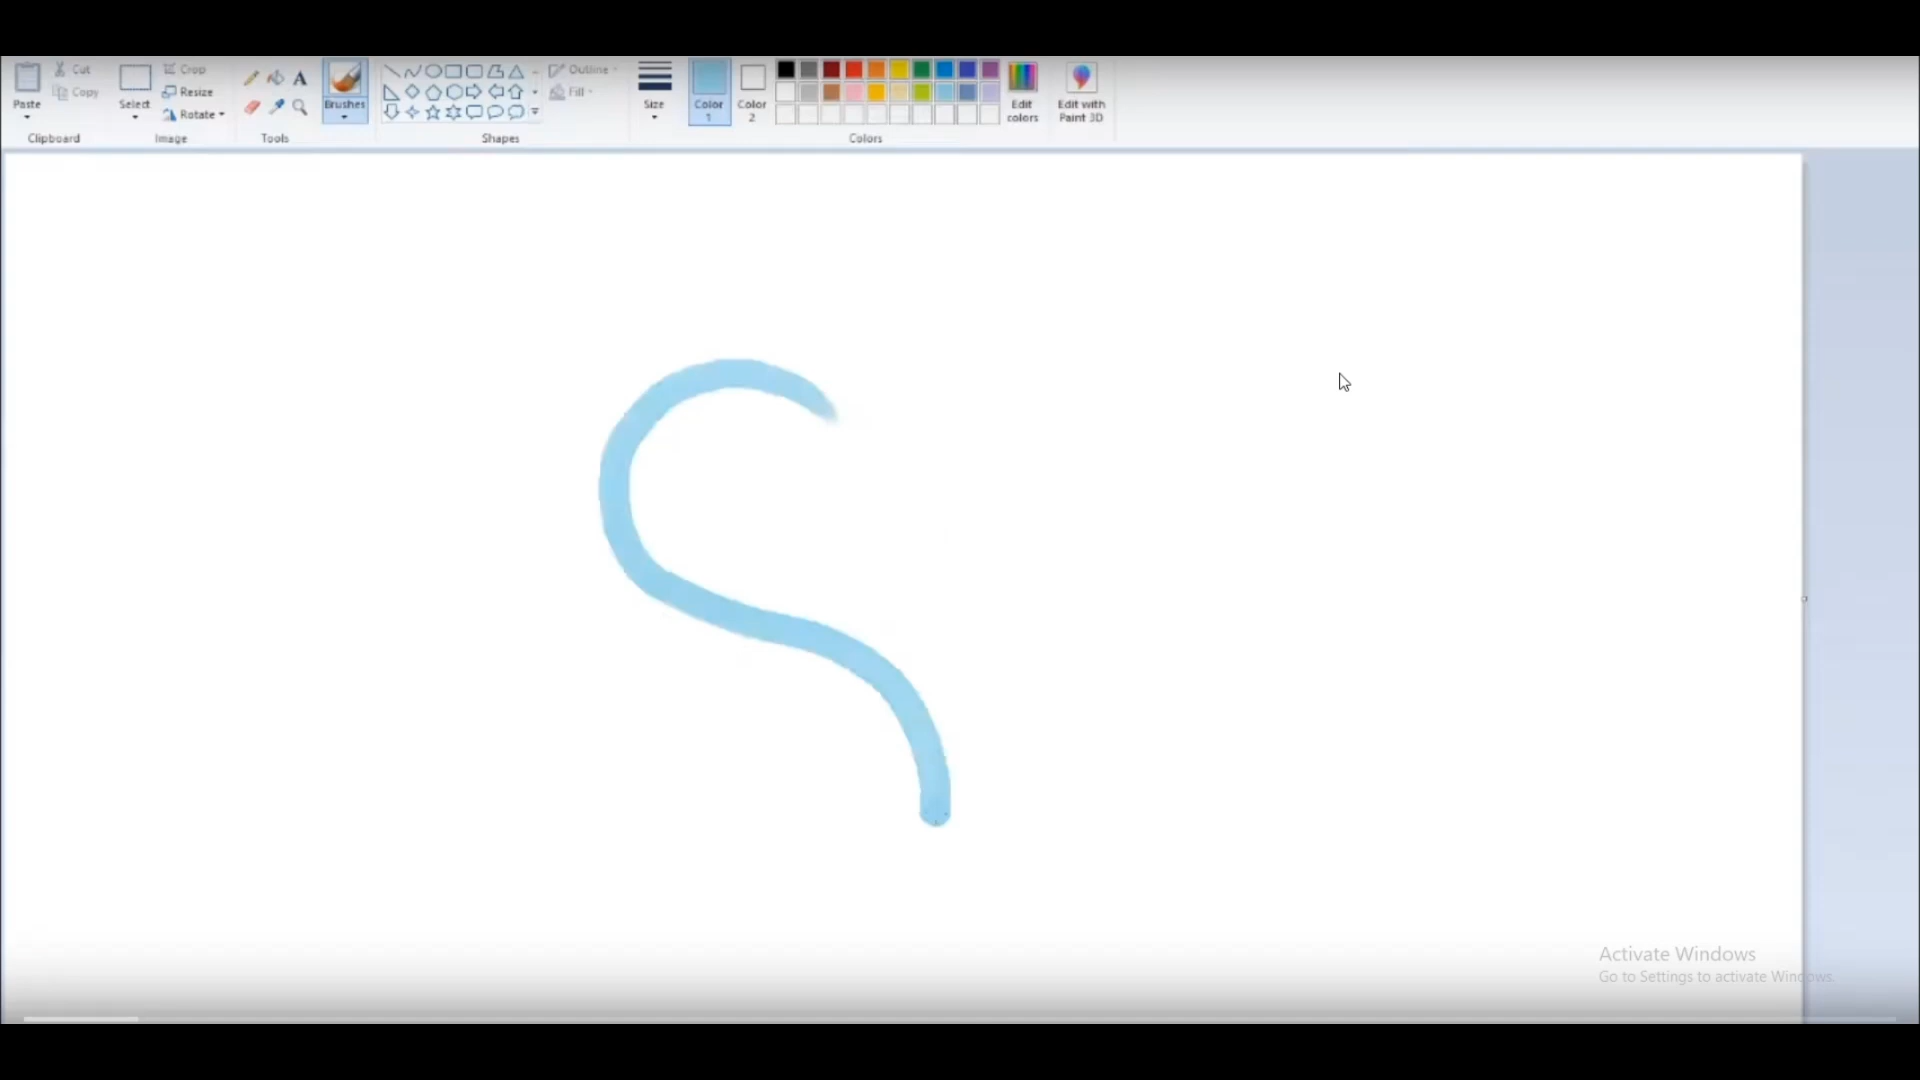 Cut
Copy
Paste
Clipboard
Select
Crop
Resize
Rotate
Image
A
Tools
Brushes
Shapes
Outline
Fill
Size
Color
1
Color
2
Colors
Edit
colors
Edit with
Paint 3D
Activate Windows
Go to Settings to activate Windows.